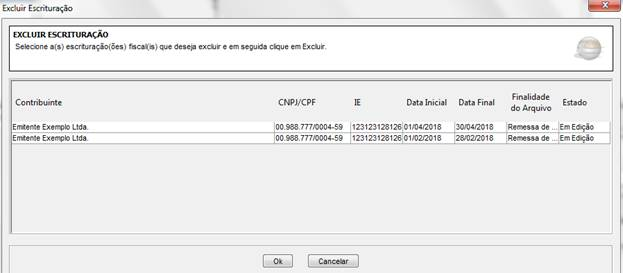 Excluir Escrituração
EXCLUIR ESCRITURAÇÃO
Selecione a(s) escrituração(ões) fiscal(is) que deseja excluir e em seguida clique em Excluir.
Contribuinte CNPJ/CPF IE Data Inicial Data Final Finalidade do Arquivo Estado
Emitente Exemplo Ltda. 00.988.777/0004-59 123123128126 01/04/2018 30/04/2018 Remessa de ... Em Edição
Emitente Exemplo Ltda. 00.988.777/0004-59 123123128126 01/02/2018 28/02/2018 Remessa de ... Em Edição
Ok Cancelar